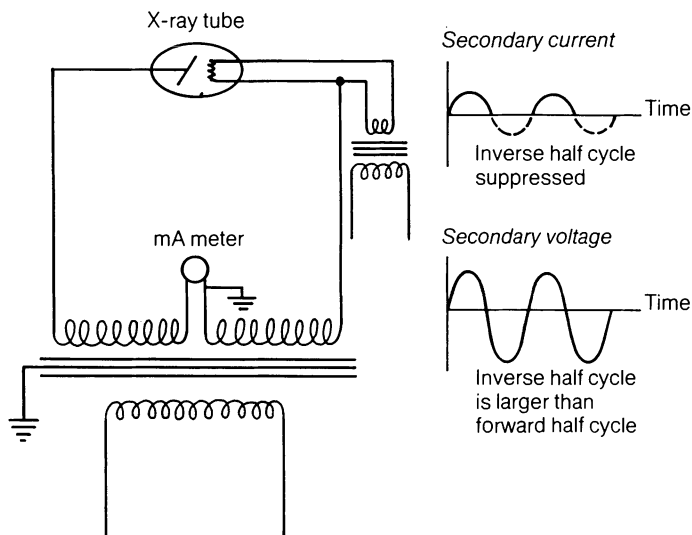 X-ray tube
mA meter
Secondary current
Time
Inverse half cycle
suppressed
Secondary voltage
Time
Inverse half cycle
is larger than
forward half cycle